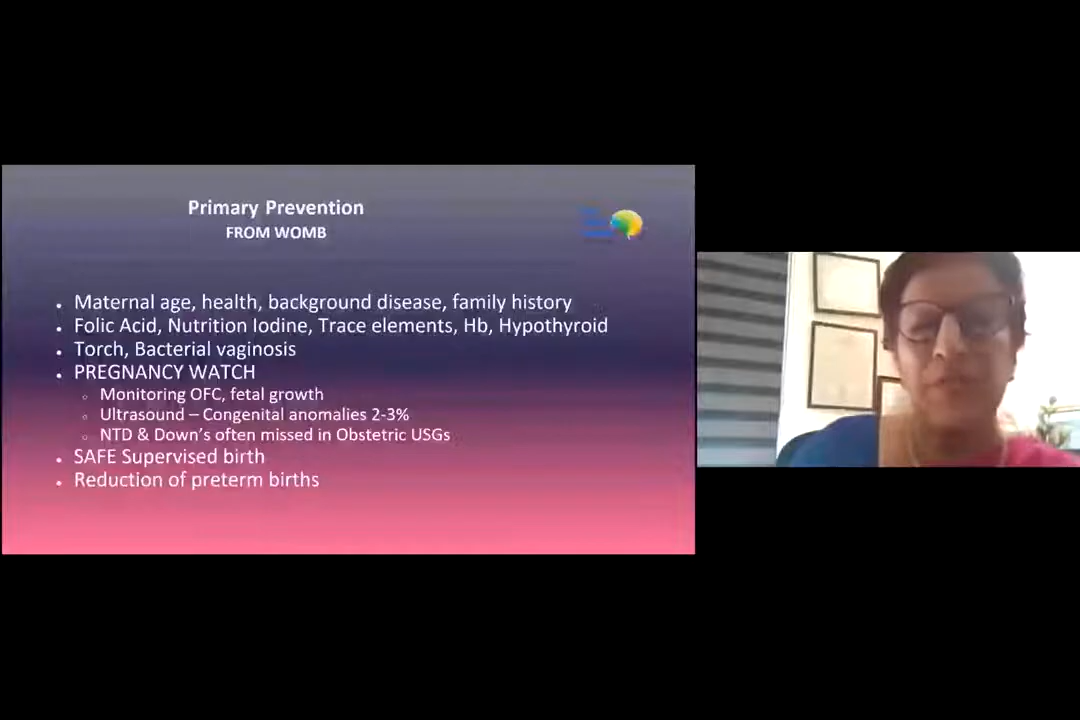 Primary Prevention
FROM WOMB
Maternal age, health, background disease, family history
Folic Acid, Nutrition Iodine, Trace elements, Hb, Hypothyroid
Torch, Bacterial vaginosis
PREGNANCY WATCH
Monitoring OFC, fetal growth
Ultrasound – Congenital anomalies 2-3%
NTD & Down's often missed in Obstetric USGs
SAFE Supervised birth
Reduction of preterm births